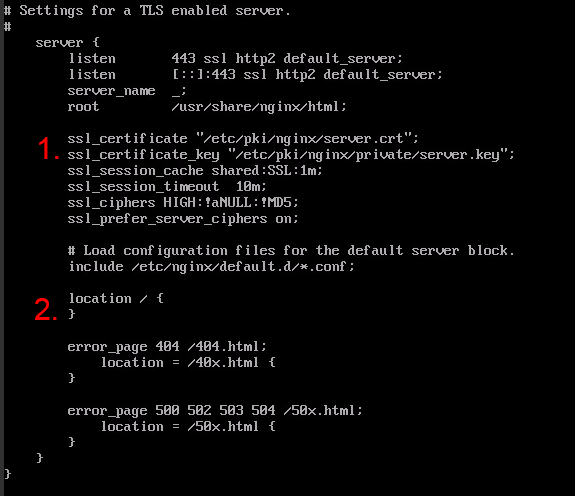 # Settings for a TLS enabled server.
#
server {
listen 443 ssl http2 default_server;
listen [::]:443 ssl http2 default_server;
server_name _;
root /usr/share/nginx/html;
1.
ssl_certificate "/etc/pki/nginx/server.crt";
ssl_certificate_key "/etc/pki/nginx/private/server.key";
ssl_session_cache shared:SSL:1m;
ssl_session_timeout 10m;
ssl_ciphers HIGH:!aNULL:!MD5;
ssl_prefer_server_ciphers on;
# Load configuration files for the default server block.
include /etc/nginx/default.d/*.conf;
2.
location / {
}
error_page 404 /404.html;
location = /40x.html {
}
error_page 500 502 503 504 /50x.html;
location = /50x.html {
}
}
}